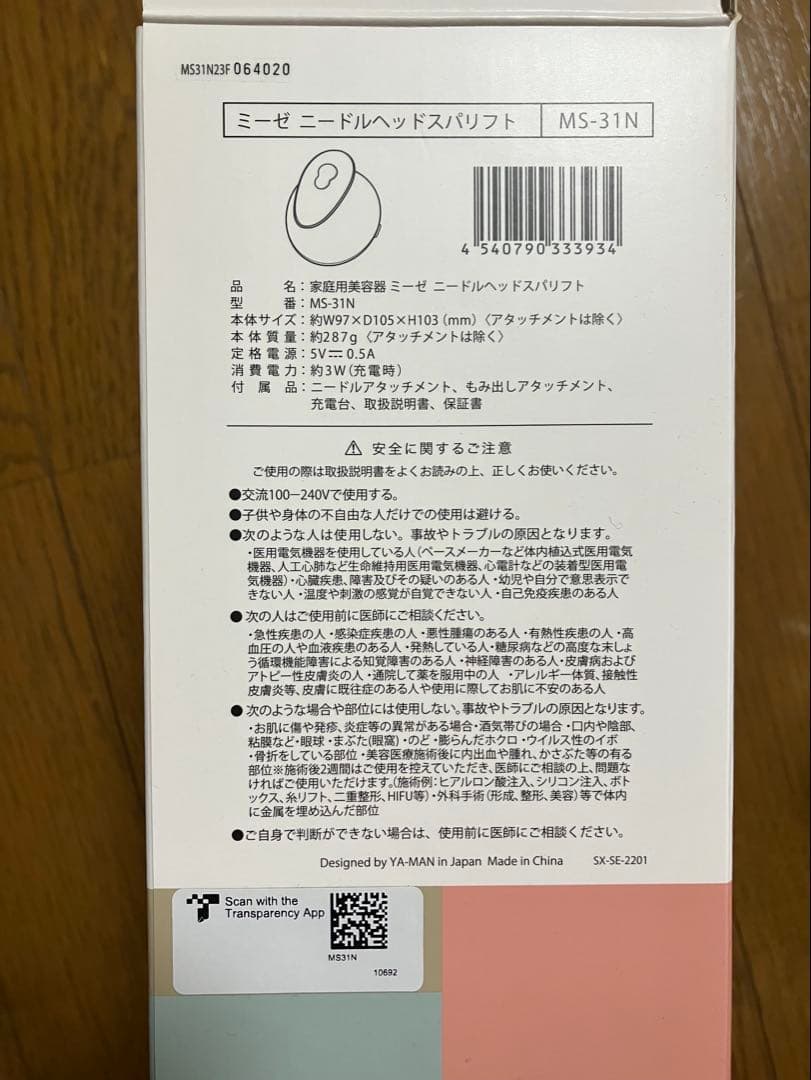 MS31N23F 064020
ミーゼ ニードルヘッドスパリフト MS-31N
4 540790 333934
品 名：家庭用美容器 ミーゼ ニードルヘッドスパリフト
型 番：MS-31N
本体サイズ：約W97×D105×H103（mm）〈アタッチメントは除く〉
本体質量：約287g〈アタッチメントは除く〉
定格電源：5V⎓0.5A
消費電力：約3W（充電時）
付属品：ニードルアタッチメント、もみ出しアタッチメント、
充電台、取扱説明書、保証書
⚠ 安全に関するご注意
ご使用の際は取扱説明書をよくお読みの上、正しくお使いください。
●交流100−240Vで使用する。
●子供や身体の不自由な人だけでの使用は避ける。
●次のような人は使用しない。事故やトラブルの原因となります。
・医用電気機器を使用している人（ペースメーカーなど体内植込式医用電気
機器、人工心肺など生命維持用医用電気機器、心電計などの装着型医用電
気機器）・心臓疾患、障害及びその疑いのある人 ・幼児や自分で意思表示で
きない人 ・温度や刺激の感覚が自覚できない人 ・自己免疫疾患のある人
● 次の人はご使用前に医師にご相談ください。
・急性疾患の人 ・感染症疾患の人 ・悪性腫瘍のある人 ・有熱性疾患の人 ・高
血圧の人や血液疾患のある人 ・発熱している人 ・糖尿病などの高度な末しょ
う循環機能障害による知覚障害のある人 ・神経障害のある人 ・皮膚病および
アトピー性皮膚炎の人 ・通院して薬を服用中の人 ・アレルギー体質、接触性
皮膚炎等、皮膚に既往症のある人や使用に際してお肌に不安のある人
● 次のような場合や部位には使用しない。事故やトラブルの原因となります。
・お肌に傷や発疹、炎症等の異常がある場合 ・酒気帯びの場合 ・口内や陰部、
粘膜など ・眼球 ・まぶた（眼窩） ・のど ・膨らんだホクロ ・ウイルス性のイボ
・骨折をしている部位 ・美容医療施術後に内出血や腫れ、かさぶた等の有る
部位※施術後2週間はご使用を控えていただき、医師にご相談の上、問題な
ければご使用いただけます。（施術例：ヒアルロン酸注入、シリコン注入、ボト
ックス、糸リフト、二重整形、HIFU等） ・外科手術（形成、整形、美容）等で体内
に金属を埋め込んだ部位
●ご自身で判断ができない場合は、使用前に医師にご相談ください。
Designed by YA-MAN in Japan Made in China SX-SE-2201
Scan with the
Transparency App
MS31N
10692